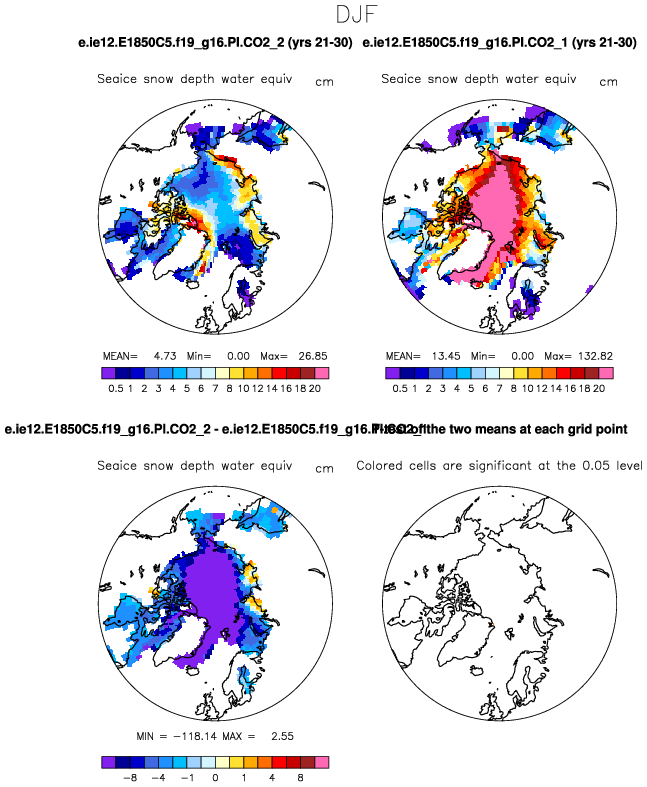 DJF
e.ie12.E1850C5.f19_g16.PI.CO2_2 (yrs 21-30) e.ie12.E1850C5.f19_g16.PI.CO2_1 (yrs 21-30)
Seaice snow depth water equiv cm Seaice snow depth water equiv cm
MEAN= 4.73 Min= 0.00 Max= 26.85 MEAN= 13.45 Min= 0.00 Max= 132.82
0.5 1 2 3 4 5 6 7 8 10 12 14 16 18 20 0.5 1 2 3 4 5 6 7 8 10 12 14 16 18 20
e.ie12.E1850C5.f19_g16.PI.CO2_2 - e.ie12.E1850C5.f19_g16.PI.CO2_1 of the two means at each grid point
Seaice snow depth water equiv cm Colored cells are significant at the 0.05 level
MIN = -118.14 MAX = 2.55
-8 -4 -1 0 1 4 8